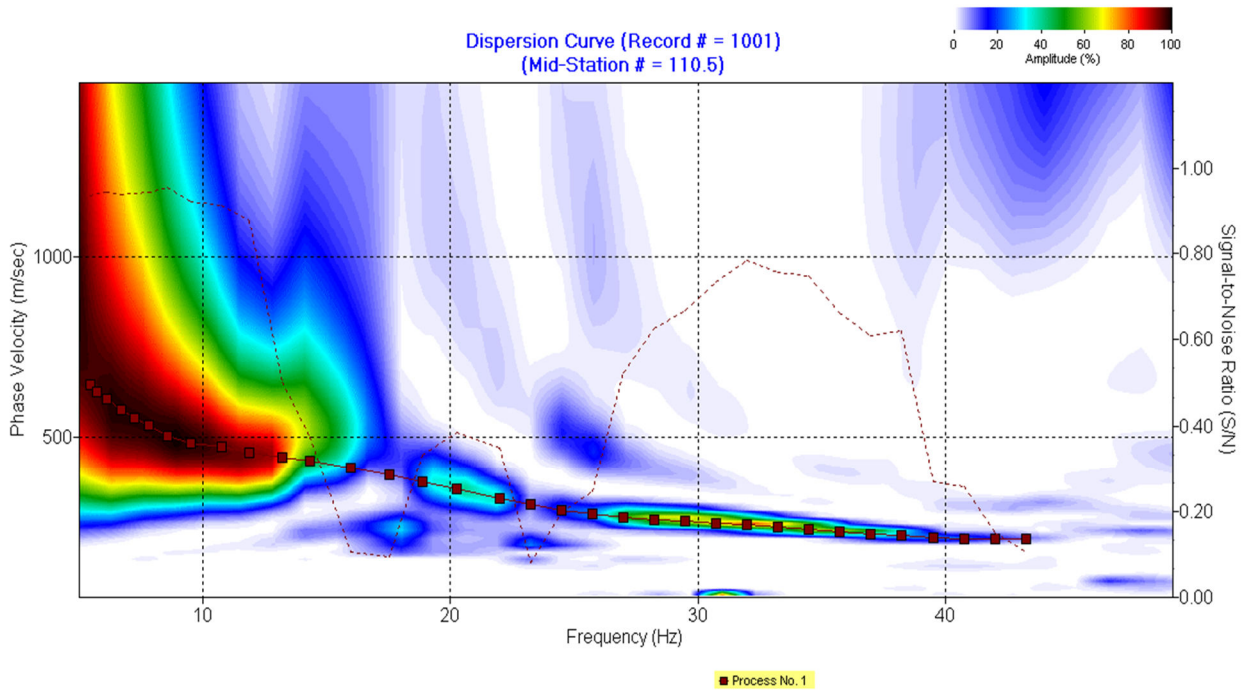 Dispersion Curve (Record # = 1001)
(Mid-Station # = 110.5)
0 20 40 60 80 100
Amplitude (%)
Phase Velocity (m/sec)
1000
500
1.00
0.80
0.60
0.40
0.20
0.00
Signal-to-Noise Ratio (S/N)
10 20 30 40
Frequency (Hz)
Process No. 1